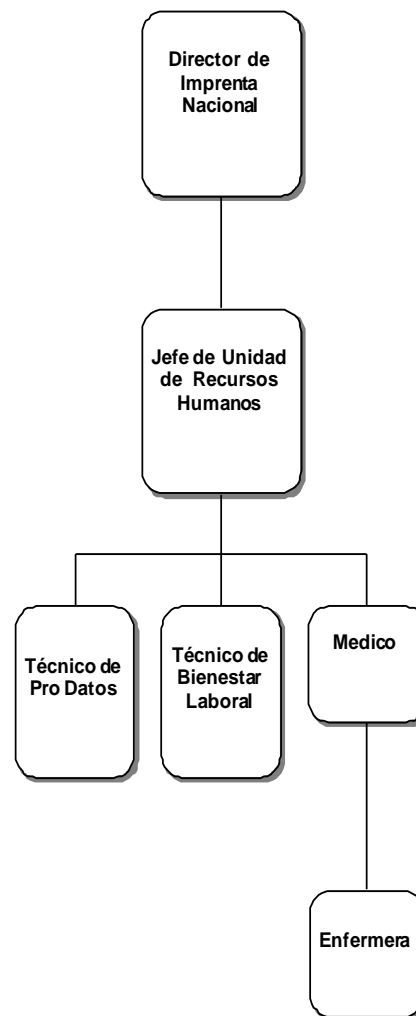 Director de
Imprenta
Nacional
Jefe de Unidad
de Recursos
Humanos
Técnico de
Pro Datos
Técnico de
Bienestar
Laboral
Medico
Enfermera